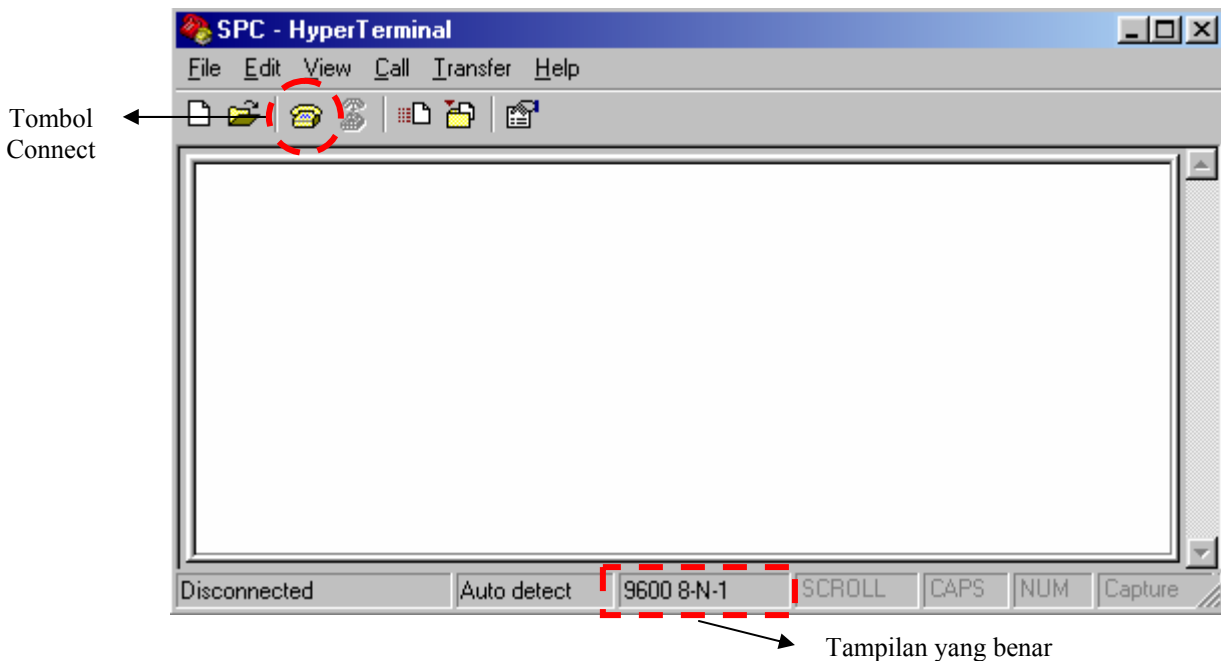 SPC - HyperTerminal
File Edit View Call Transfer Help
Tombol
Connect
Disconnected Auto detect 9600 8-N-1 SCROLL CAPS NUM Capture
Tampilan yang benar